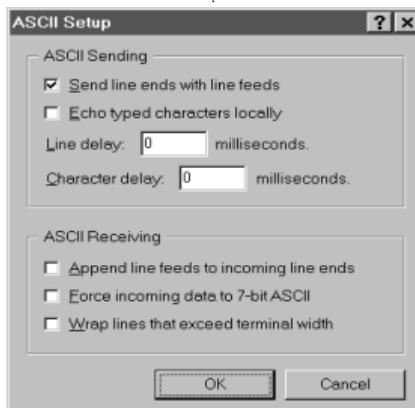 ASCII Setup ? ×
ASCII Sending
Send line ends with line feeds
Echo typed characters locally
Line delay: 0 milliseconds.
Character delay: 0 milliseconds.
ASCII Receiving
Append line feeds to incoming line ends
Force incoming data to 7-bit ASCII
Wrap lines that exceed terminal width
OK Cancel